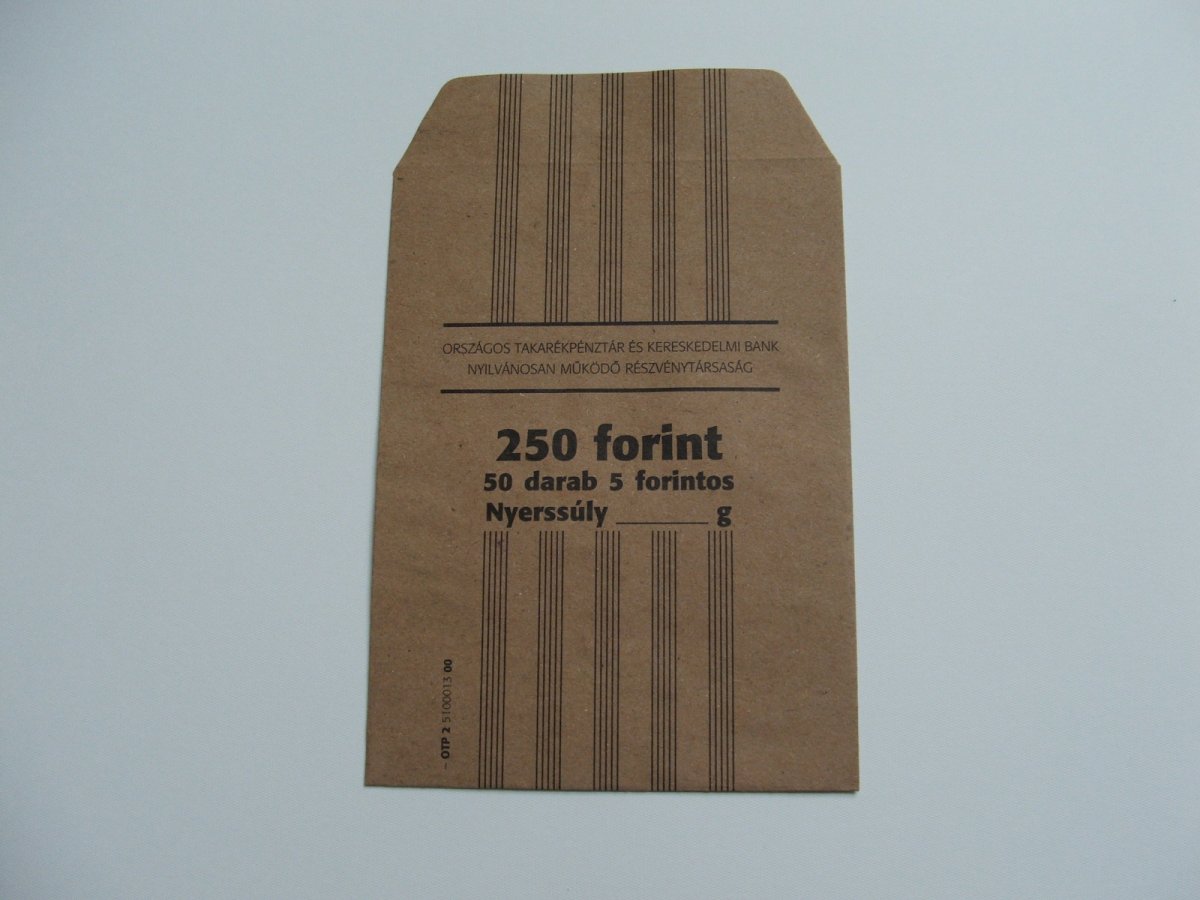 ORSZÁGOS TAKARÉKPÉNZTÁR ÉS KERESKEDELMI BANK
NYILVÁNOSAN MŰKÖDŐ RÉSZVÉNYTÁRSASÁG
250 forint
50 darab 5 forintos
Nyerssúly _______ g
– OTP 2 5100013 00